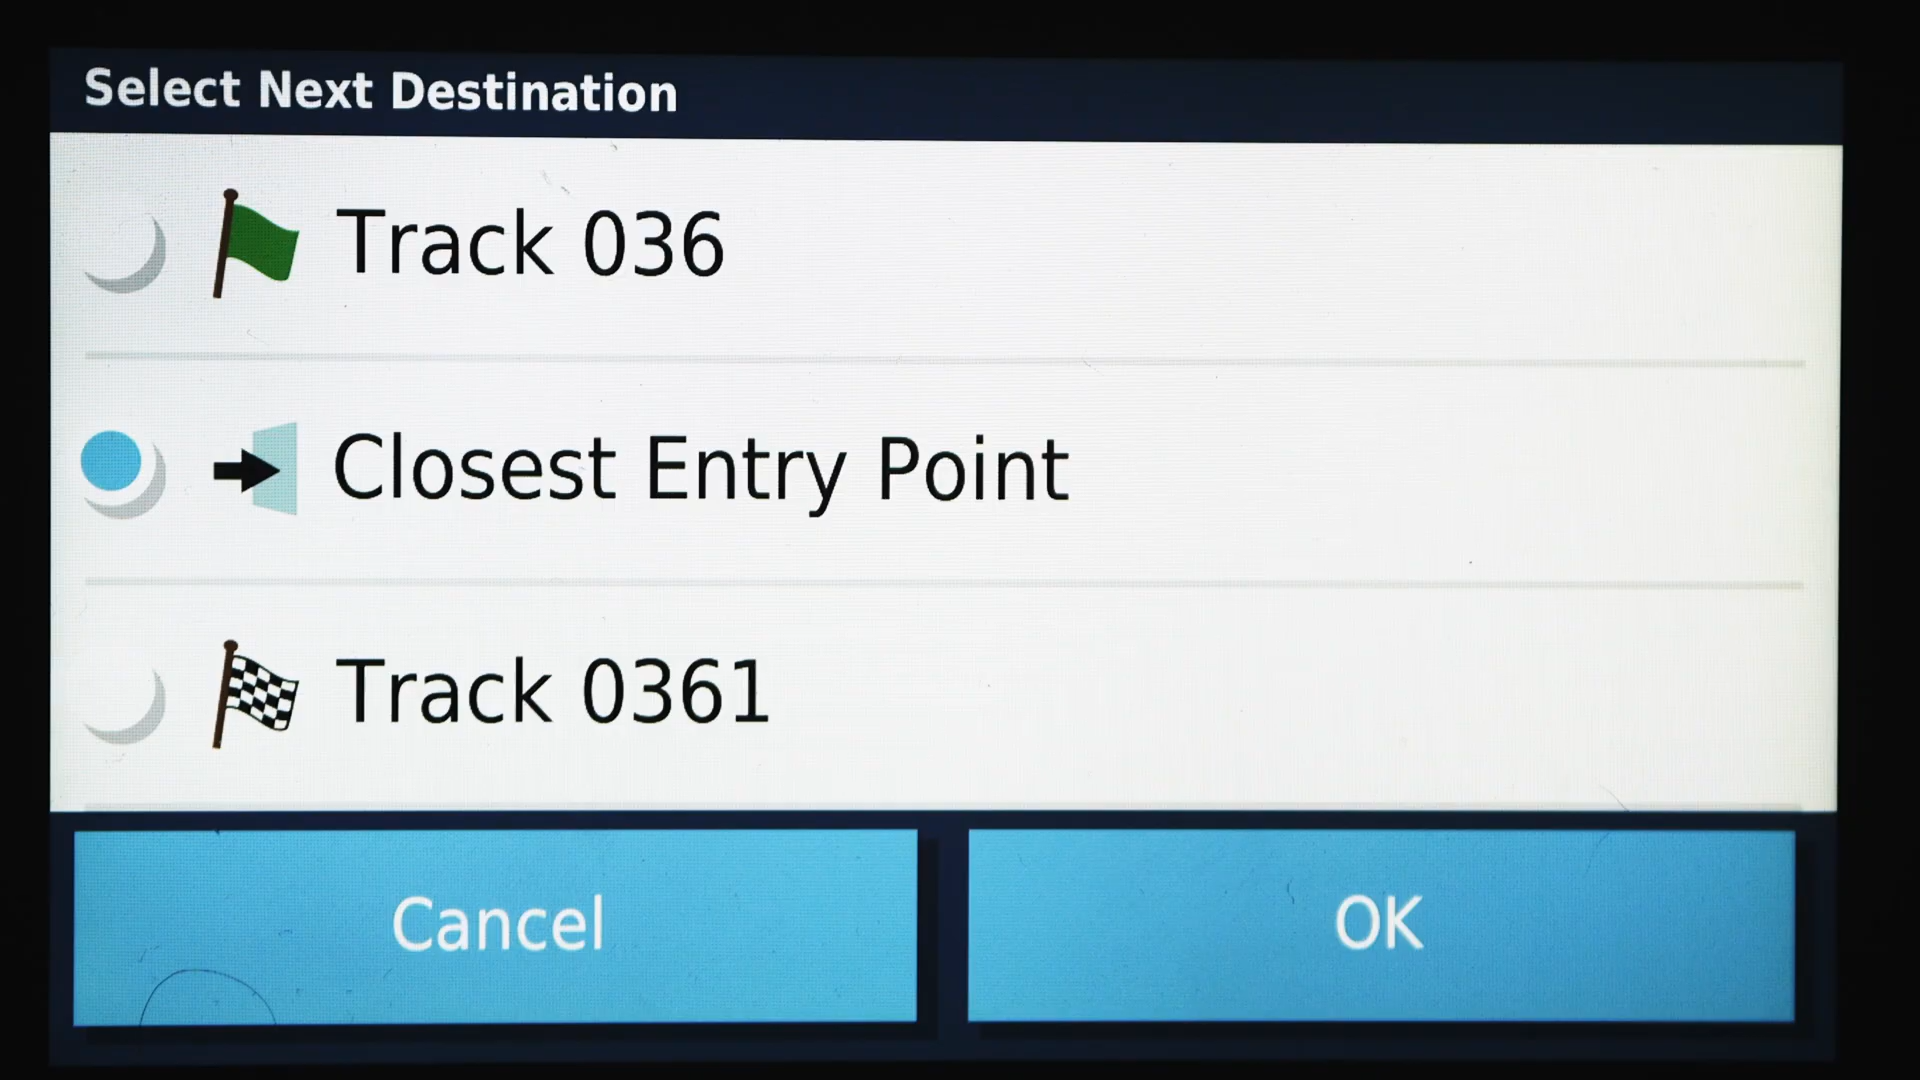 Select Next Destination
Track 036
Closest Entry Point
Track 0361
Cancel
OK